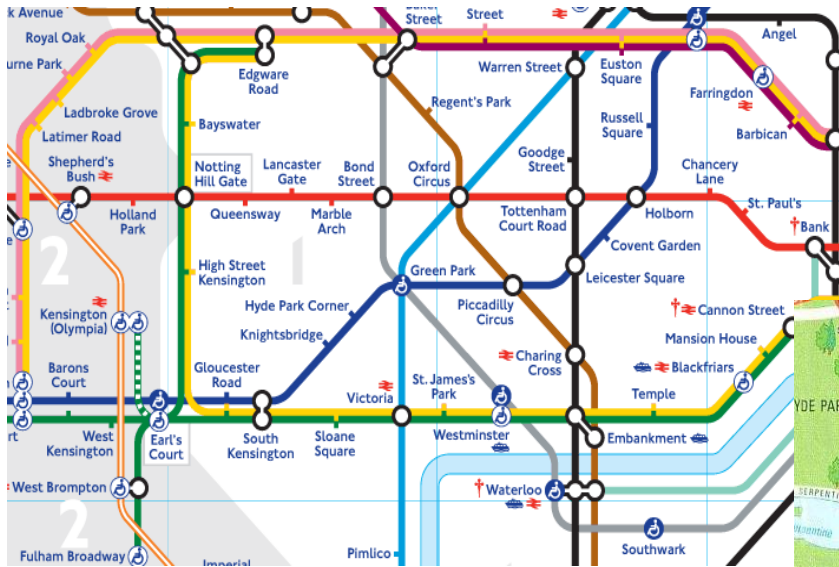 k Avenue
Baker
Street
Street
Angel
Royal Oak
urne Park
Edgware
Road
Warren Street
Euston
Square
Farringdon
Ladbroke Grove
Regent's Park
Bayswater
Russell
Square
Barbican
Latimer Road
Shepherd's
Bush
Notting
Hill Gate
Lancaster
Gate
Bond
Street
Oxford
Circus
Goodge
Street
Chancery
Lane
St. Paul's
Holland
Park
Queensway
Marble
Arch
Tottenham
Court Road
Holborn
Bank
e
2
1
High Street
Kensington
Green Park
Covent Garden
Leicester Square
Kensington
(Olympia)
Hyde Park Corner
Piccadilly
Circus
Cannon Street
Knightsbridge
Mansion House
Charing
Cross
Blackfriars
Barons
Court
Gloucester
Road
Victoria
St. James's
Park
Temple
YDE PAR
n
rt
West
Kensington
Earl's
Court
South
Kensington
Sloane
Square
Westminster
Embankment
West Brompton
Waterloo
SERPENTI
2
Southwark
Fulham Broadway
Imperial
Pimlico